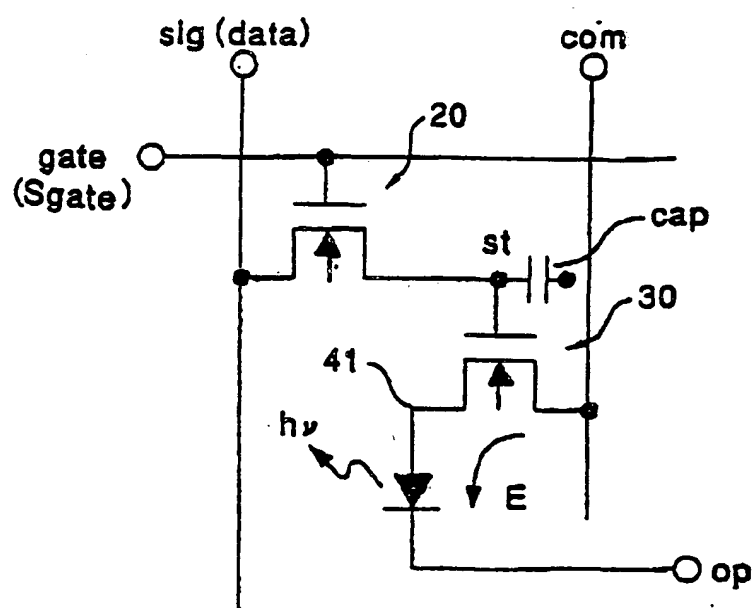 sig (data)
com
20
gate
(Sgate)
st
cap
30
41
hν
E
op